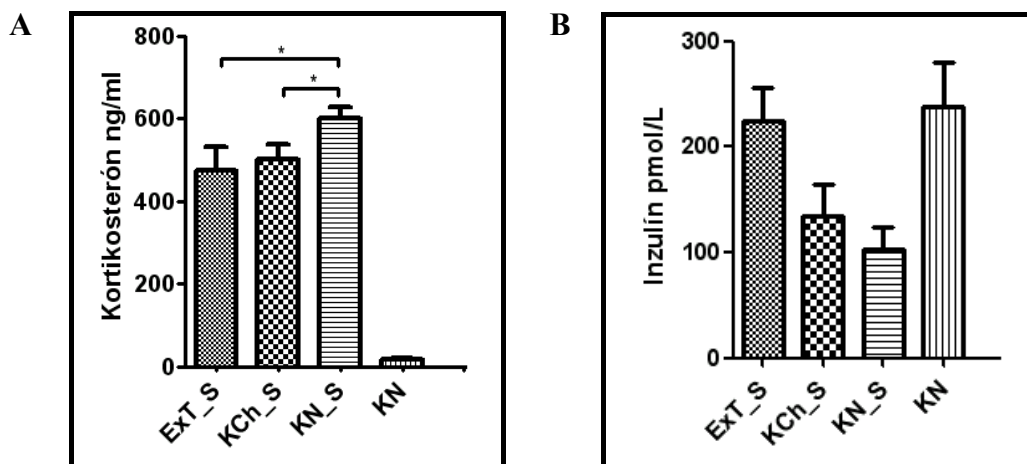 A
Kortikosterón ng/ml
800
600
400
200
0
*
*
ExT_S
KCh_S
KN_S
KN
B
Inzulín pmol/L
300
200
100
0
ExT_S
KCh_S
KN_S
KN